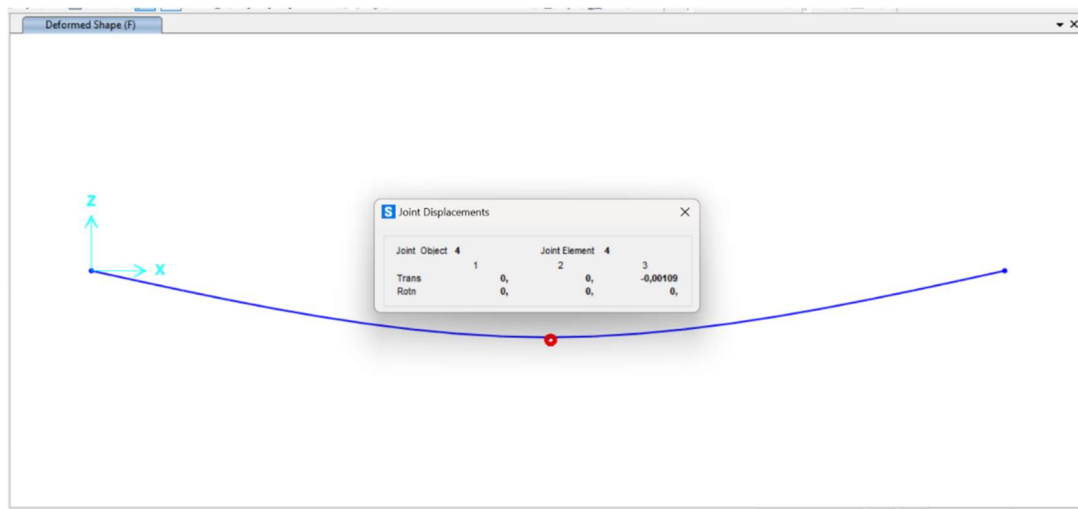 Deformed Shape (F)
Z
X
S Joint Displacements
Joint Object 4 Joint Element 4
1 2 3
Trans 0, 0, -0,00109
Rotn 0, 0, 0,